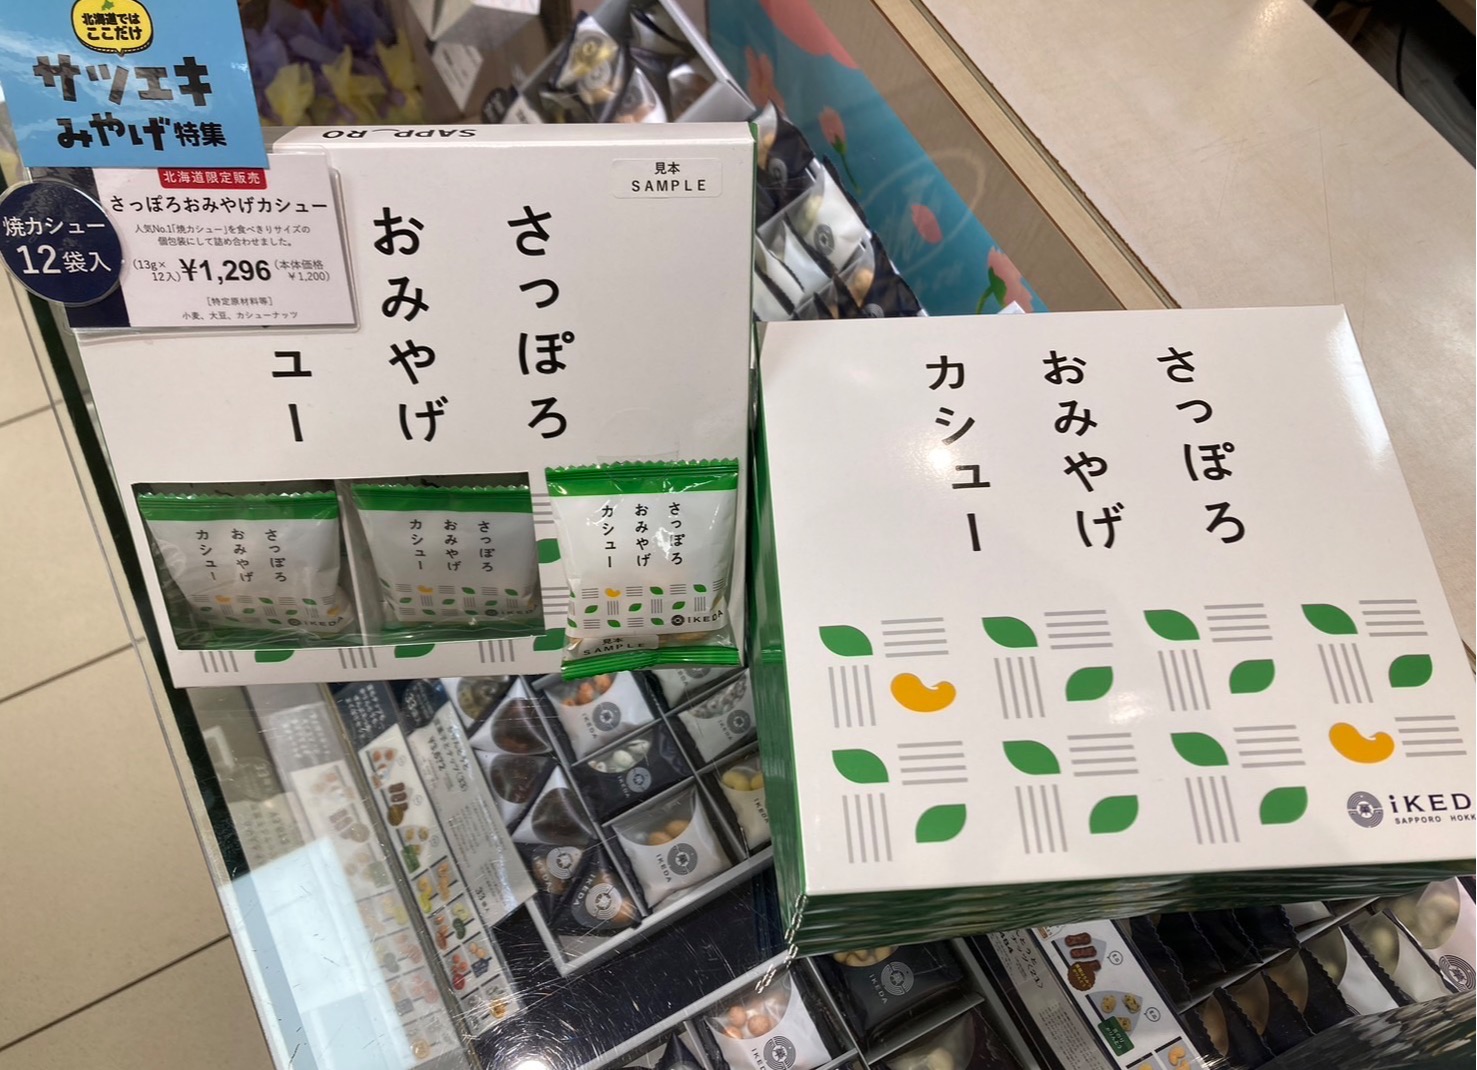 北海道では
ここだけ
サツエキ
みやげ特集
北海道限定販売
さっぽろおみやげカシュー
人気No.1「焼カシュー」を食べきりサイズの
個包装にして詰め合わせました。
(13g×
12入)
¥1,296
(本体価格
¥1,200)
[特定原材料等]
小麦、大豆、カシューナッツ
焼カシュー
12袋入
SAPP_RO
見本
SAMPLE
さっぽろ
おみやげ
ュー
さっぽろ
おみやげ
カシュー
IKEDA
さっぽろ
おみやげ
カシュー
IKEDA
さっぽろ
おみやげ
カシュー
IKEDA
見本
SAMPLE
さっぽろ
おみやげ
カシュー
IKED
SAPPORO HOKK
IKEDA
IKEDA
IKEDA
IKEDA